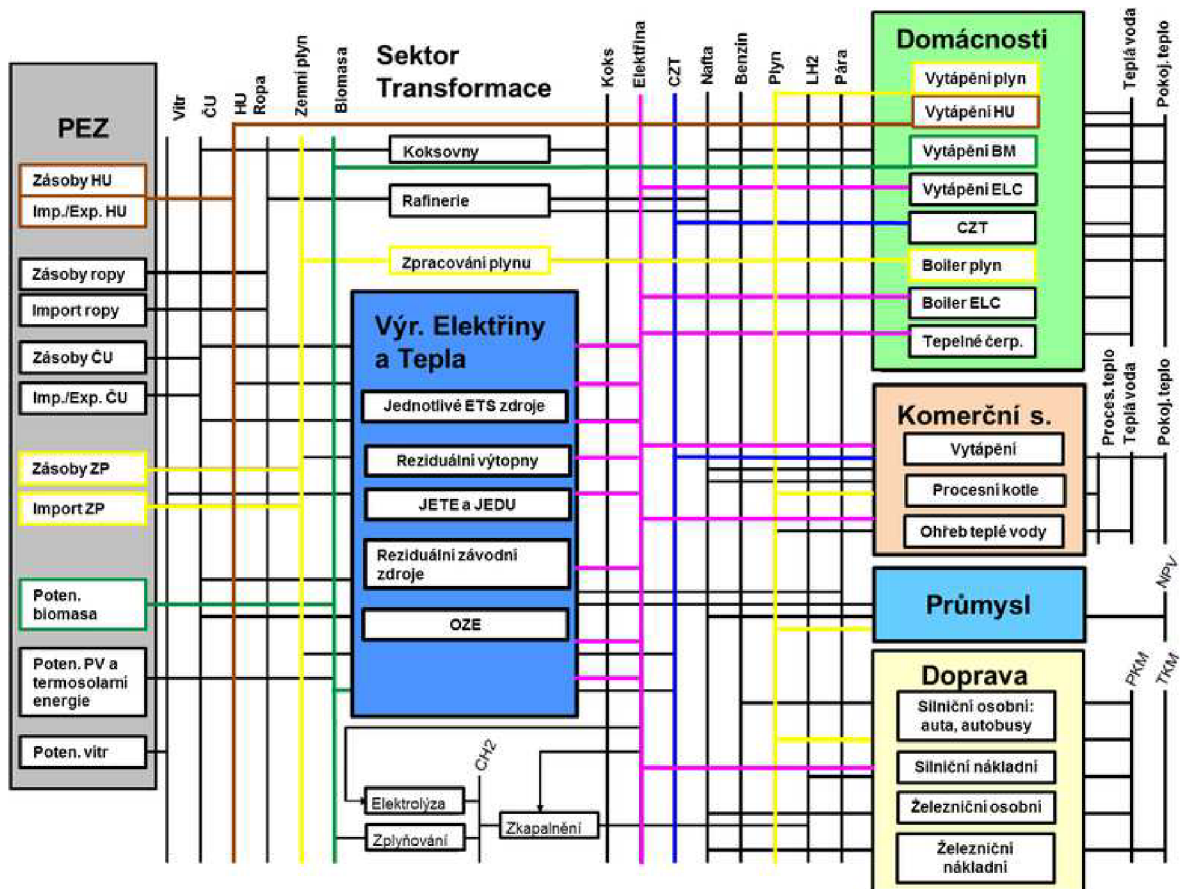 PEZ
Zásoby HU
Imp./Exp. HU
Zásoby ropy
Import ropy
Zásoby ČU
Imp./Exp. ČU
Zásoby ZP
Import ZP
Poten.
biomasa
Poten. PV a
termosolarní
energie
Poten. vítr
Vítr
ČU
HU
Ropa
Zemní plyn
Biomasa
Sektor
Transformace
Koksovny
Rafinerie
Zpracování plynu
Výr. Elektřiny
a Tepla
Jednotlivé ETS zdroje
Reziduální výtopny
JETE a JEDU
Reziduální závodní
zdroje
OZE
CH2
Elektrolýza
Zplyňování
Zkapalnění
Koks
Elektřina
CZT
Nafta
Benzin
Plyn
LH2
Pára
Domácnosti
Vytápění plyn
Vytápění HU
Vytápění BM
Vytápění ELC
CZT
Boiler plyn
Boiler ELC
Tepelné čerp.
Teplá voda
Pokoj. teplo
Komerční s.
Vytápění
Procesní kotle
Ohřeb teplé vody
Proces. teplo
Teplá voda
Pokoj. teplo
Průmysl
NPV
Doprava
Silniční osobní:
auta, autobusy
Silniční nákladní
Železniční osobní
Železniční
nákladní
PKM
TKM